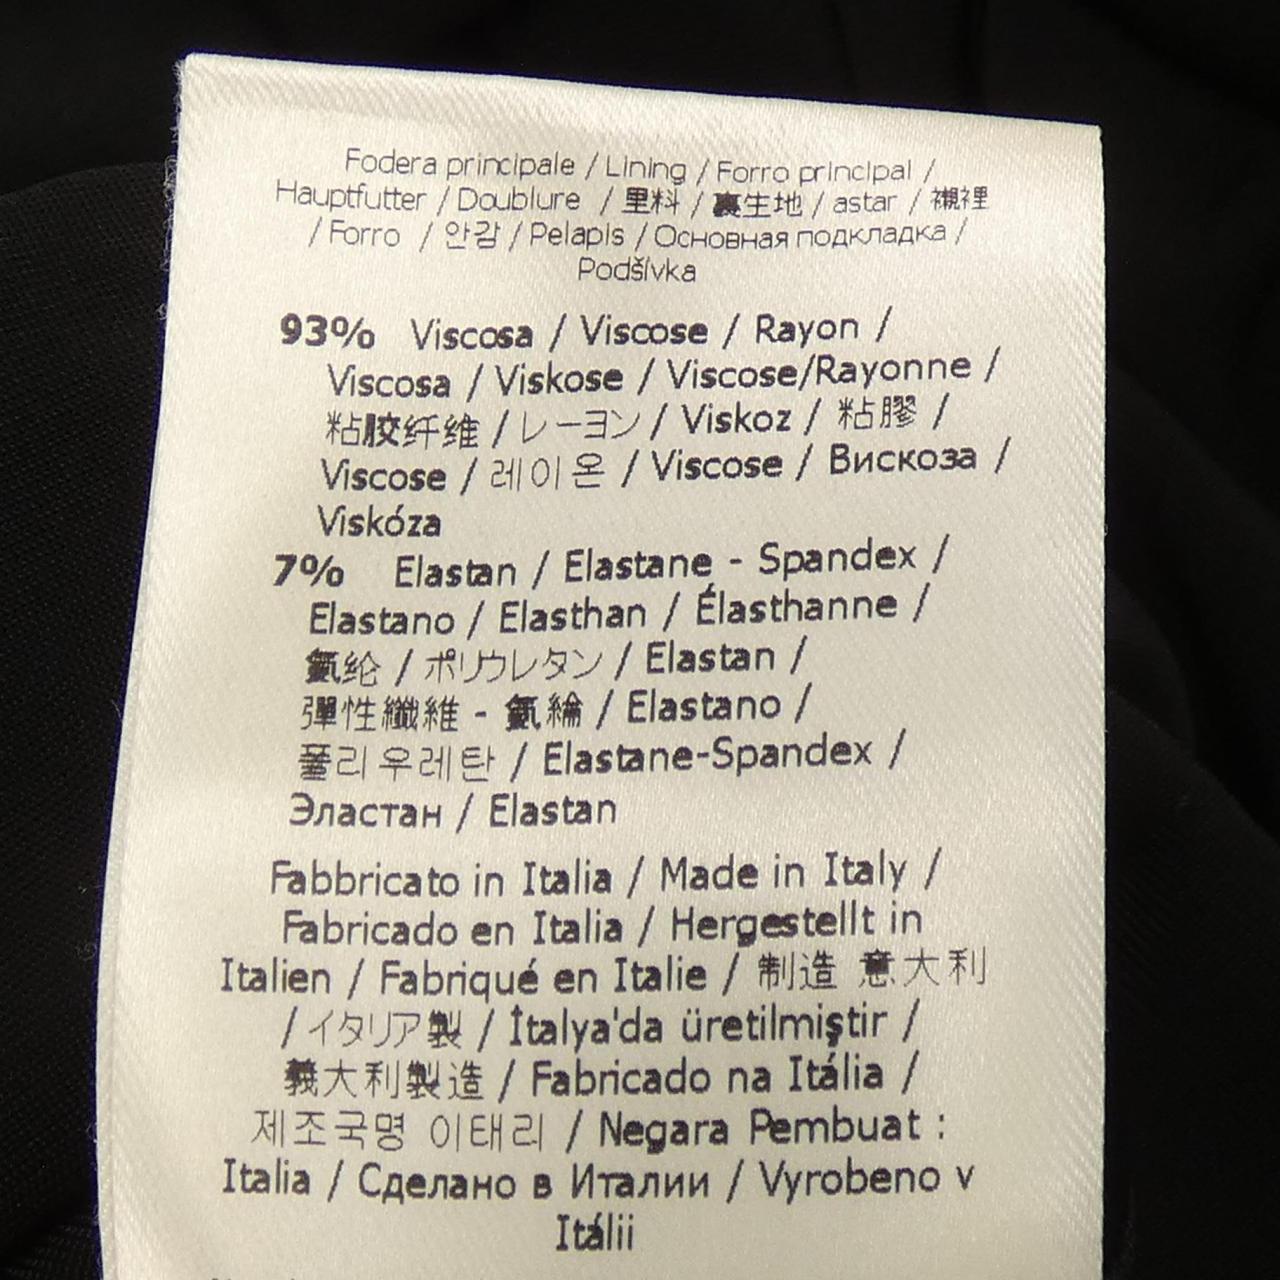 Fodera principale / Lining / Forro principal /
Hauptfutter / Doublure / 里料 / 裏生地 / astar / 襯裡
/ Forro / 안감 / Pelapis / Основная подкладка /
Podšívka
93% Viscosa / Viscose / Rayon /
Viscosa / Viskose / Viscose/Rayonne /
粘胶纤维 / レーヨン / Viskoz / 粘膠 /
Viscose / 레이온 / Viscose / Вискоза /
Viskóza
7% Elastan / Elastane - Spandex /
Elastano / Elasthan / Élasthanne /
氨纶 / ポリウレタン / Elastan /
彈性纖維 - 氨綸 / Elastano /
폴리우레탄 / Elastane-Spandex /
Эластан / Elastan
Fabbricato in Italia / Made in Italy /
Fabricado en Italia / Hergestellt in
Italien / Fabriqué en Italie / 制造 意大利
/ イタリア製 / İtalya'da üretilmiştir /
義大利製造 / Fabricado na Itália /
제조국명 이태리 / Negara Pembuat :
Italia / Сделано в Италии / Vyrobeno v
Itálii